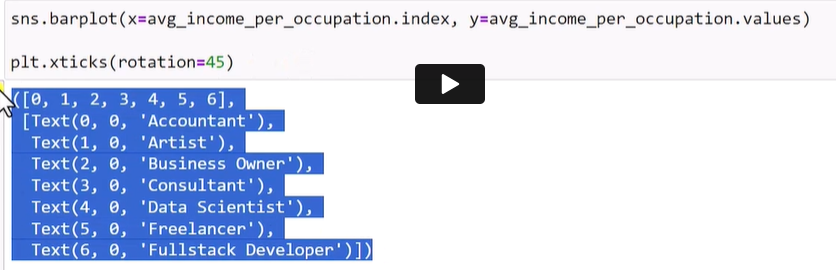 sns.barplot(x=avg_income_per_occupation.index, y=avg_income_per_occupation.values)
plt.xticks(rotation=45)
([0, 1, 2, 3, 4, 5, 6],
[Text(0, 0, 'Accountant'),
Text(1, 0, 'Artist'),
Text(2, 0, 'Business Owner'),
Text(3, 0, 'Consultant'),
Text(4, 0, 'Data Scientist'),
Text(5, 0, 'Freelancer'),
Text(6, 0, 'Fullstack Developer')])